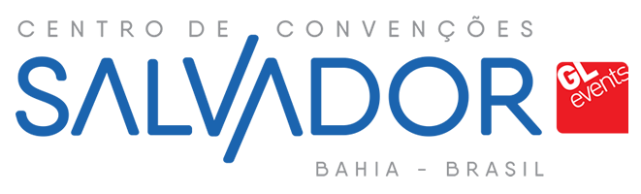 CENTRO DE CONVENÇÕES
SALVADOR
GL
events
BAHIA - BRASIL